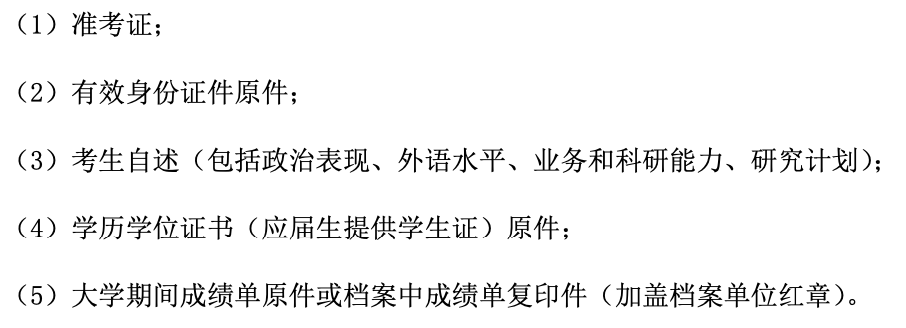 （1）准考证；
（2）有效身份证件原件；
（3）考生自述（包括政治表现、外语水平、业务和科研能力、研究计划）；
（4）学历学位证书（应届生提供学生证）原件；
（5）大学期间成绩单原件或档案中成绩单复印件（加盖档案单位红章）。